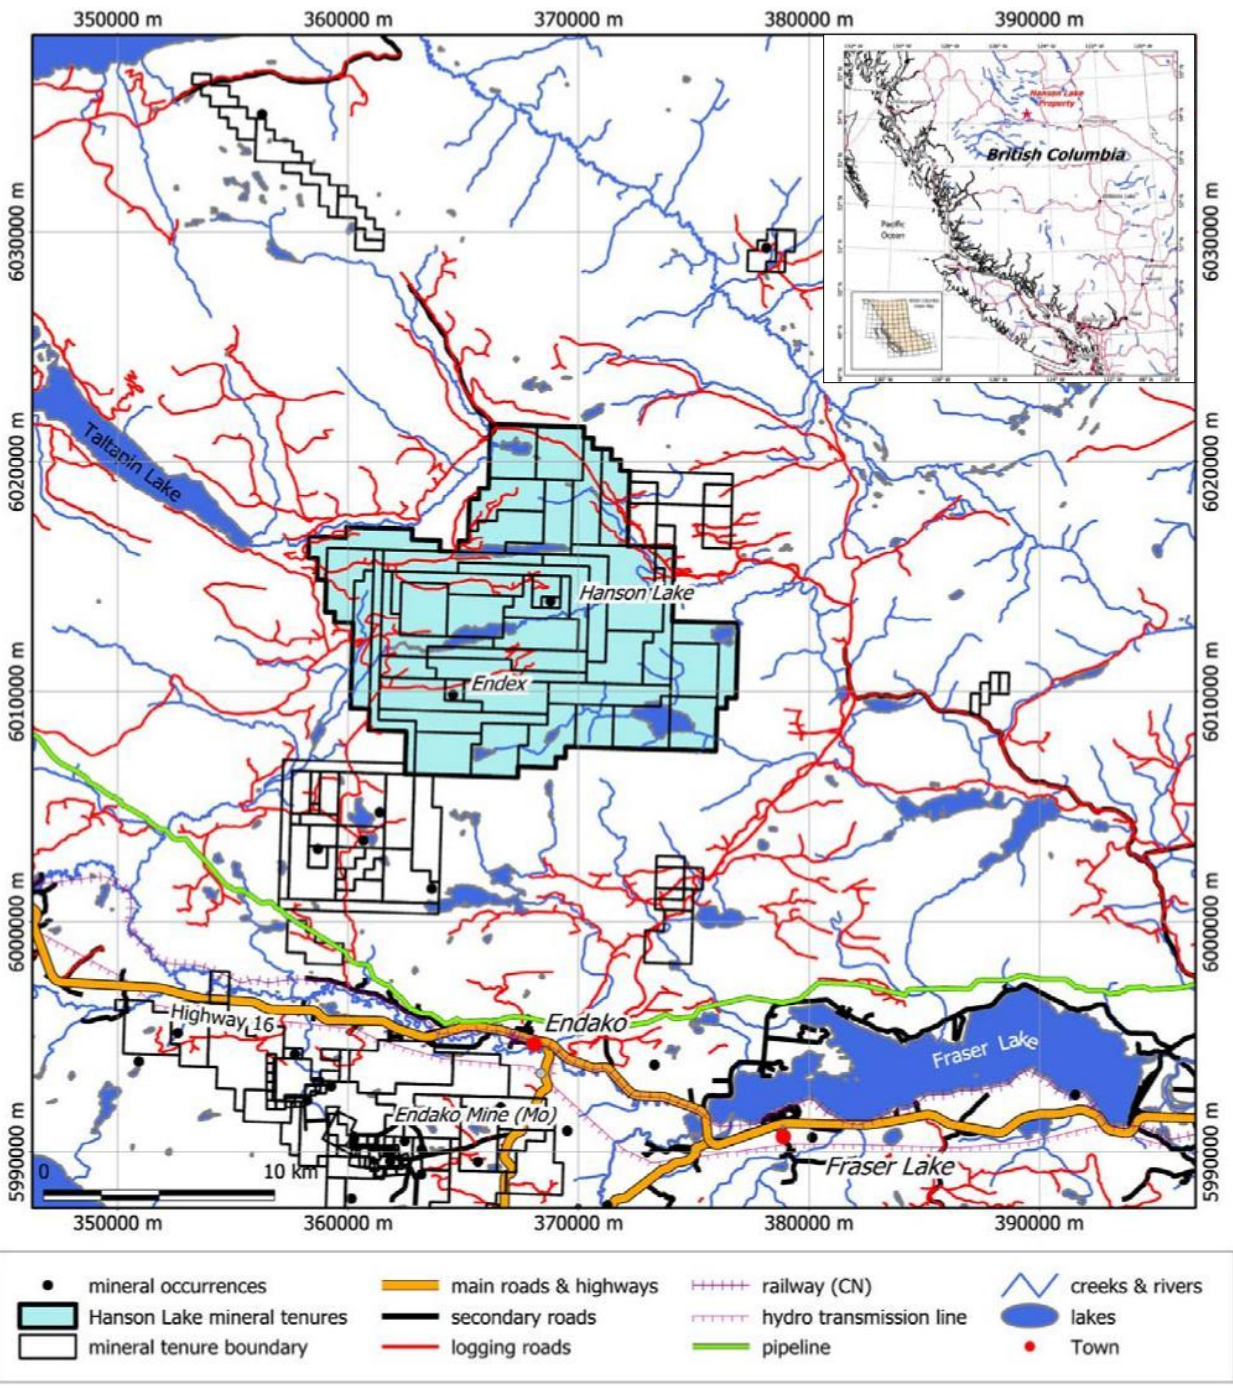 350000 m
360000 m
370000 m
380000 m
390000 m
6030000 m
6030000 m
Hanson Lake
Property
British Columbia
Pacific
Ocean
6020000 m
6020000 m
Taltapin Lake
Hanson Lake
Endex
6010000 m
6010000 m
6000000 m
6000000 m
Highway 16
Endako
Fraser Lake
Endako Mine (Mo)
Fraser Lake
5990000 m
5990000 m
0
10 km
350000 m
360000 m
370000 m
380000 m
390000 m
mineral occurrences
main roads & highways
railway (CN)
creeks & rivers
Hanson Lake mineral tenures
secondary roads
hydro transmission line
lakes
mineral tenure boundary
logging roads
pipeline
Town